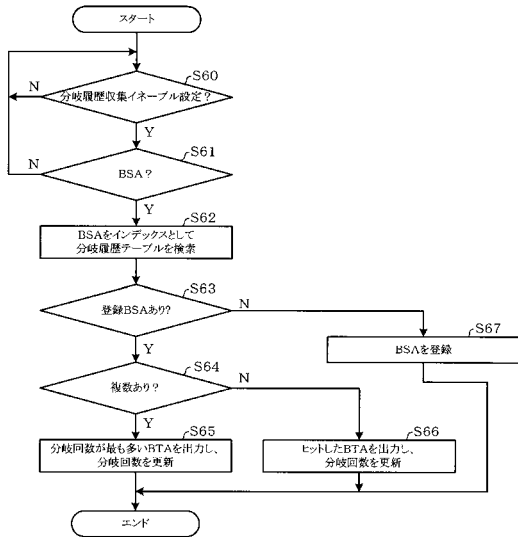 スタート
S60
N
分岐履歴収集イネーブル設定？
Y
S61
N
BSA？
Y
S62
BSAをインデックスとして
分岐履歴テーブルを検索
S63
登録BSAあり？
N
Y
S67
BSAを登録
S64
複数あり？
N
Y
S65
分岐回数が最も多いBTAを出力し、
分岐回数を更新
S66
ヒットしたBTAを出力し、
分岐回数を更新
エンド